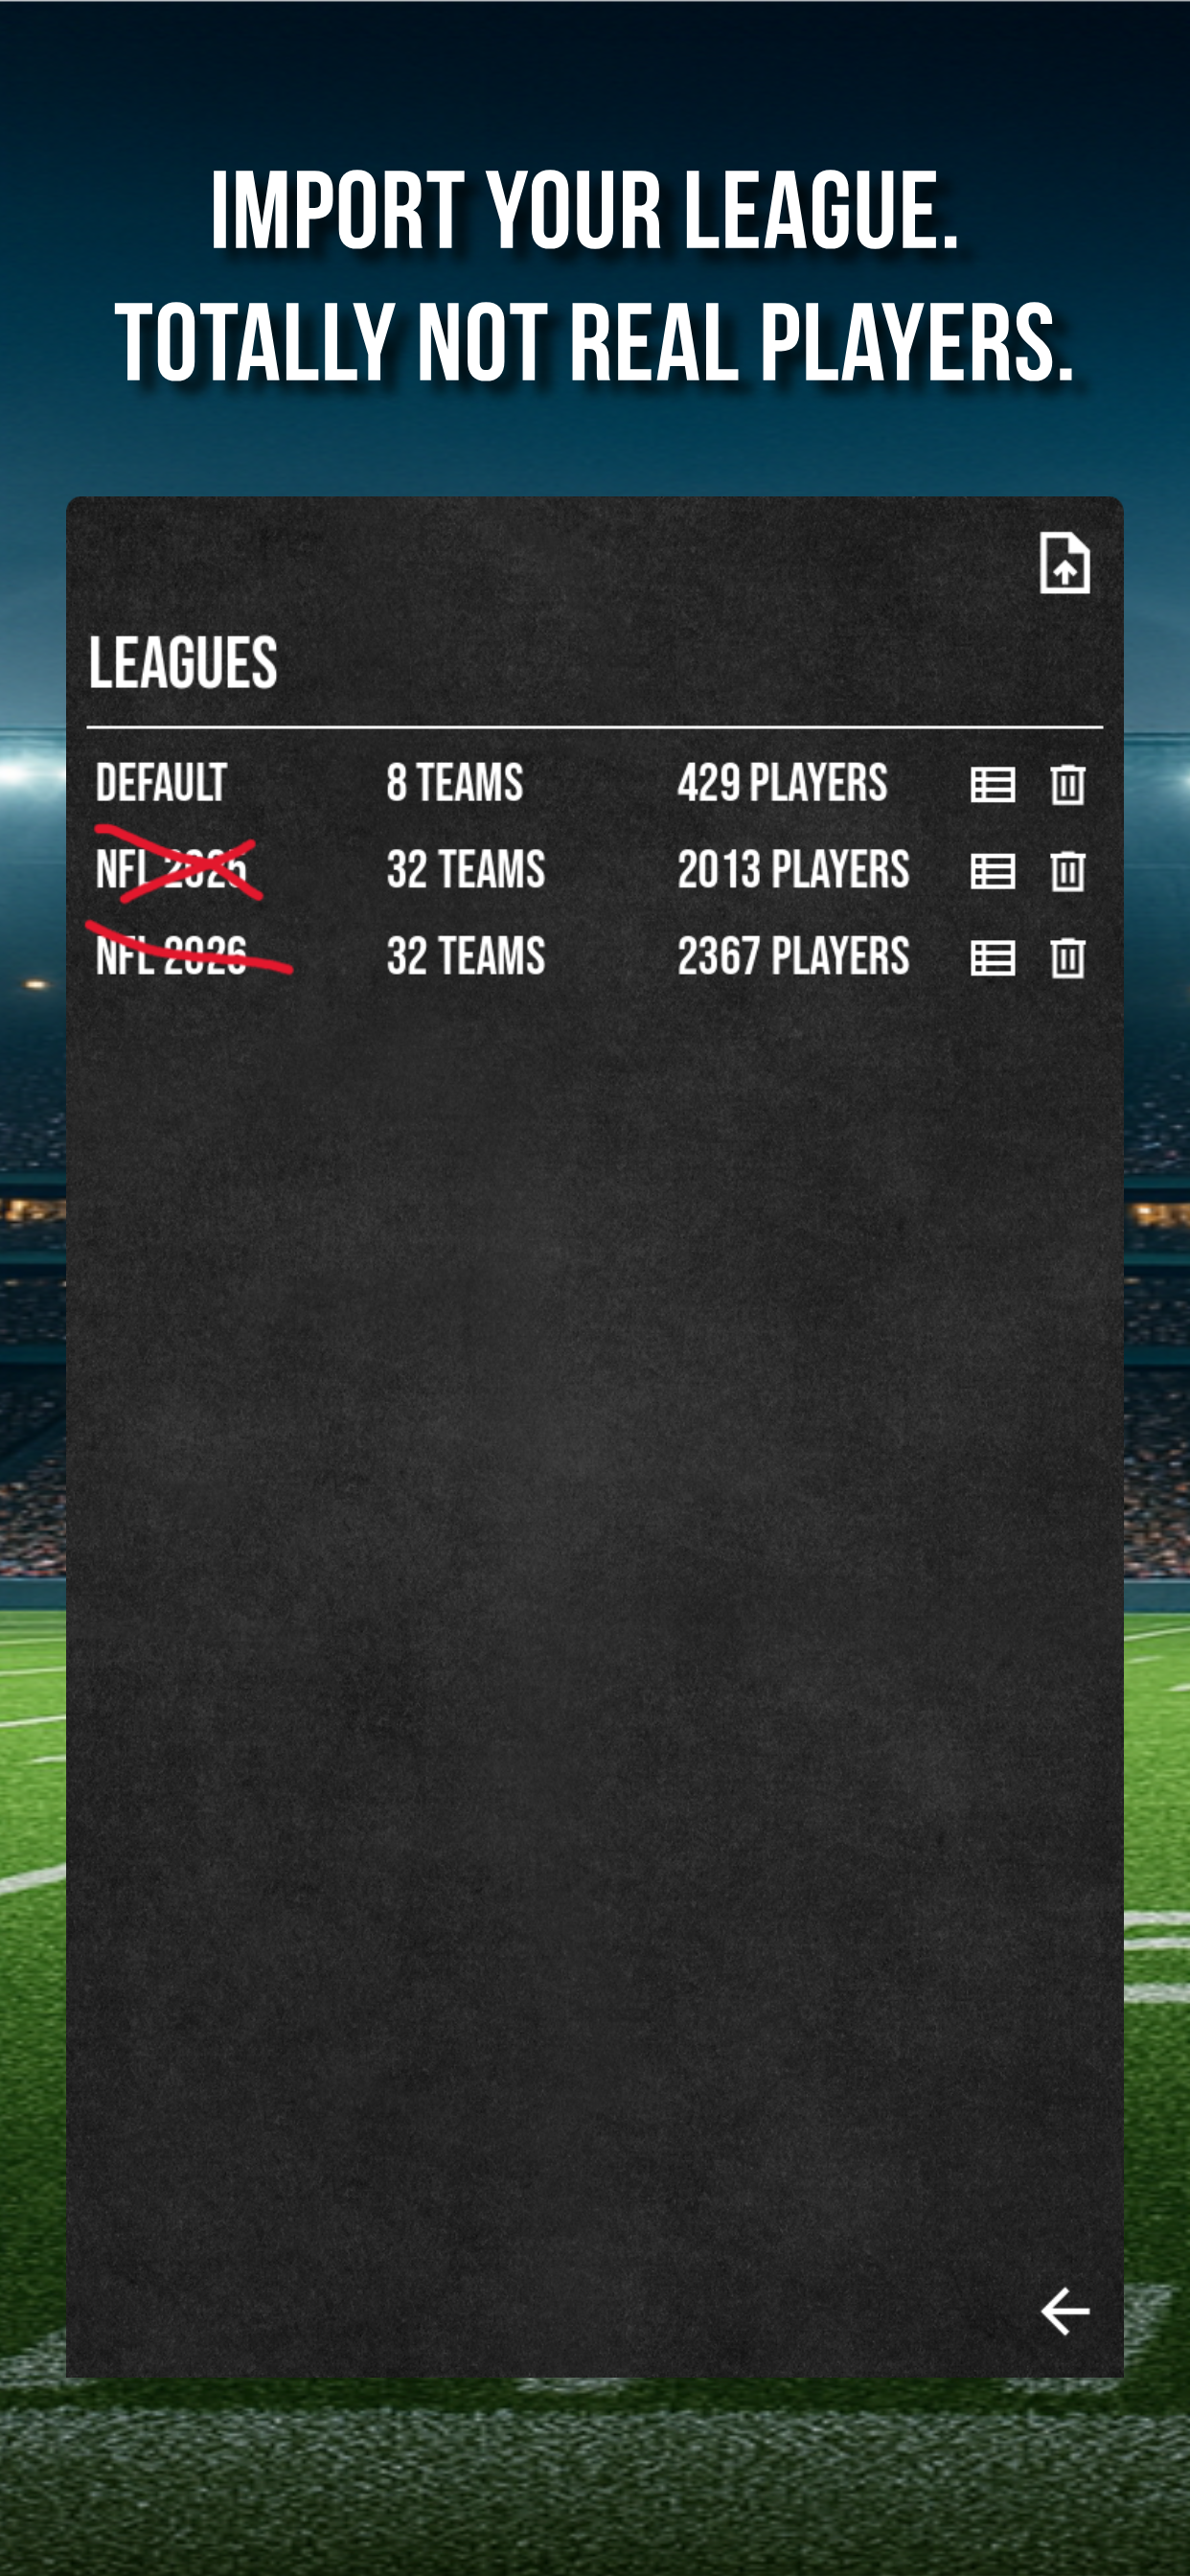 IMPORT YOUR LEAGUE.
TOTALLY NOT REAL PLAYERS.
LEAGUES
DEFAULT 8 TEAMS 429 PLAYERS
NFL 2025 32 TEAMS 2013 PLAYERS
NFL 2026 32 TEAMS 2367 PLAYERS